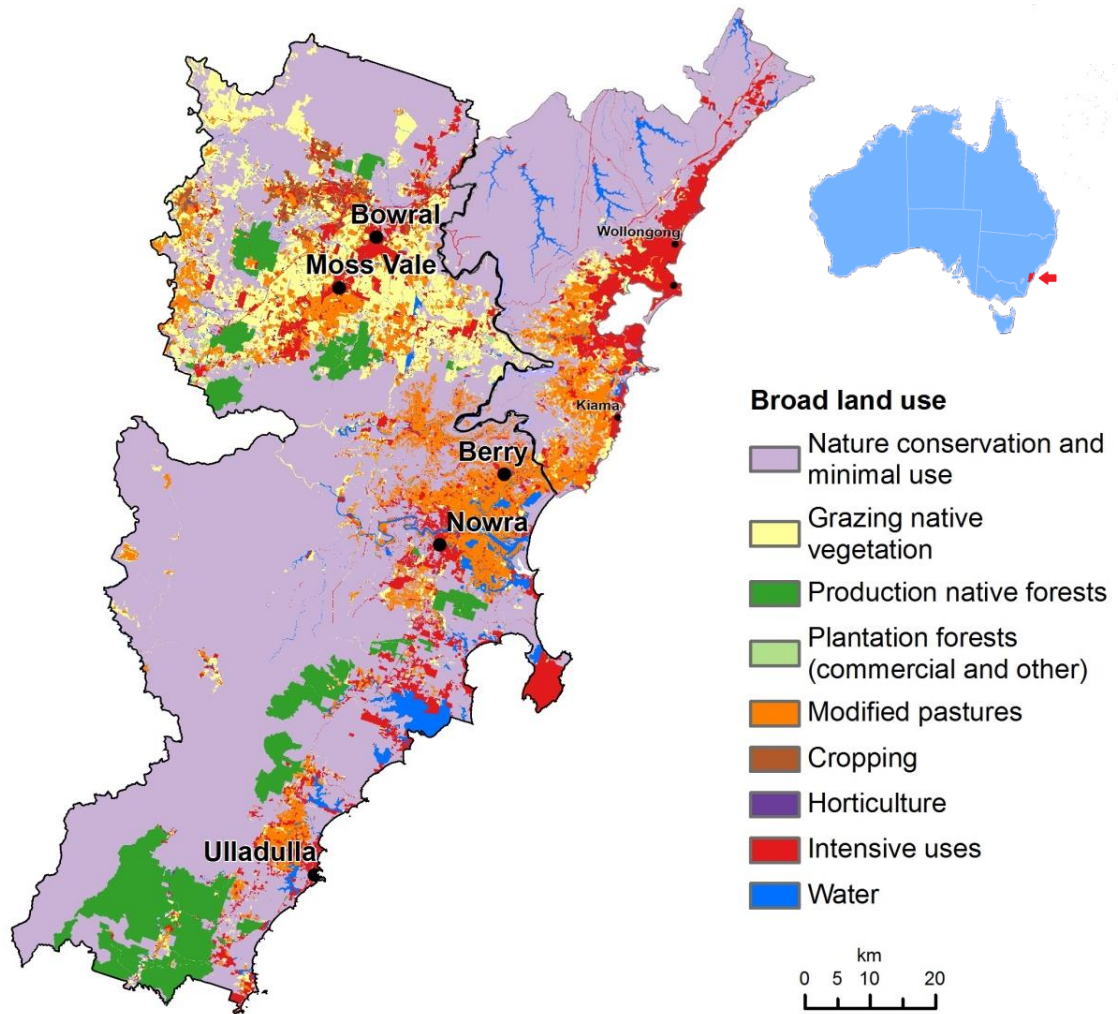 Bowral
Moss Vale
Wollongong
Kiama
Berry
Nowra
Ulladulla
Broad land use
Nature conservation and
minimal use
Grazing native
vegetation
Production native forests
Plantation forests
(commercial and other)
Modified pastures
Cropping
Horticulture
Intensive uses
Water
km
0 5 10 20